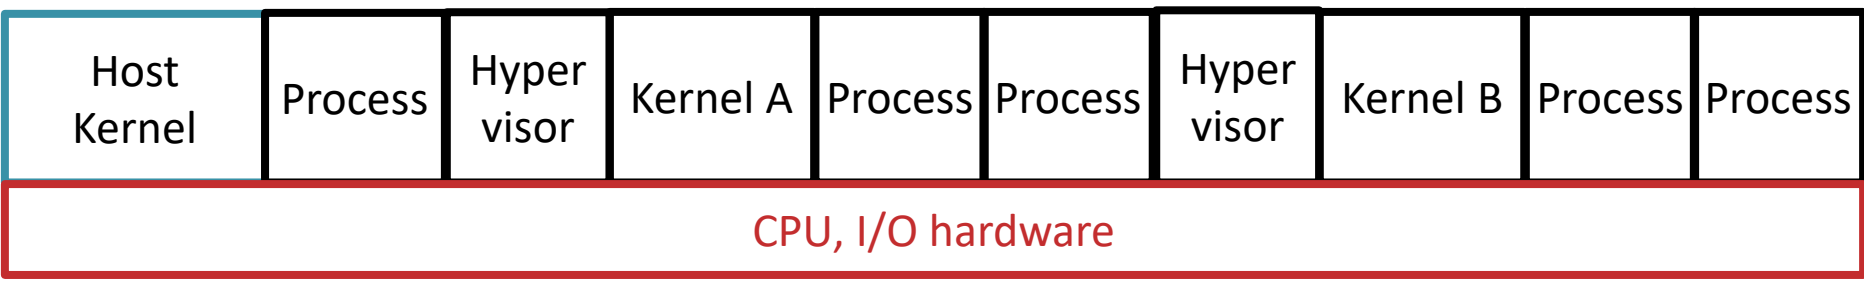 Host
Kernel
Process
Hyper
visor
Kernel A
Process
Process
Hyper
visor
Kernel B
Process
Process
CPU, I/O hardware